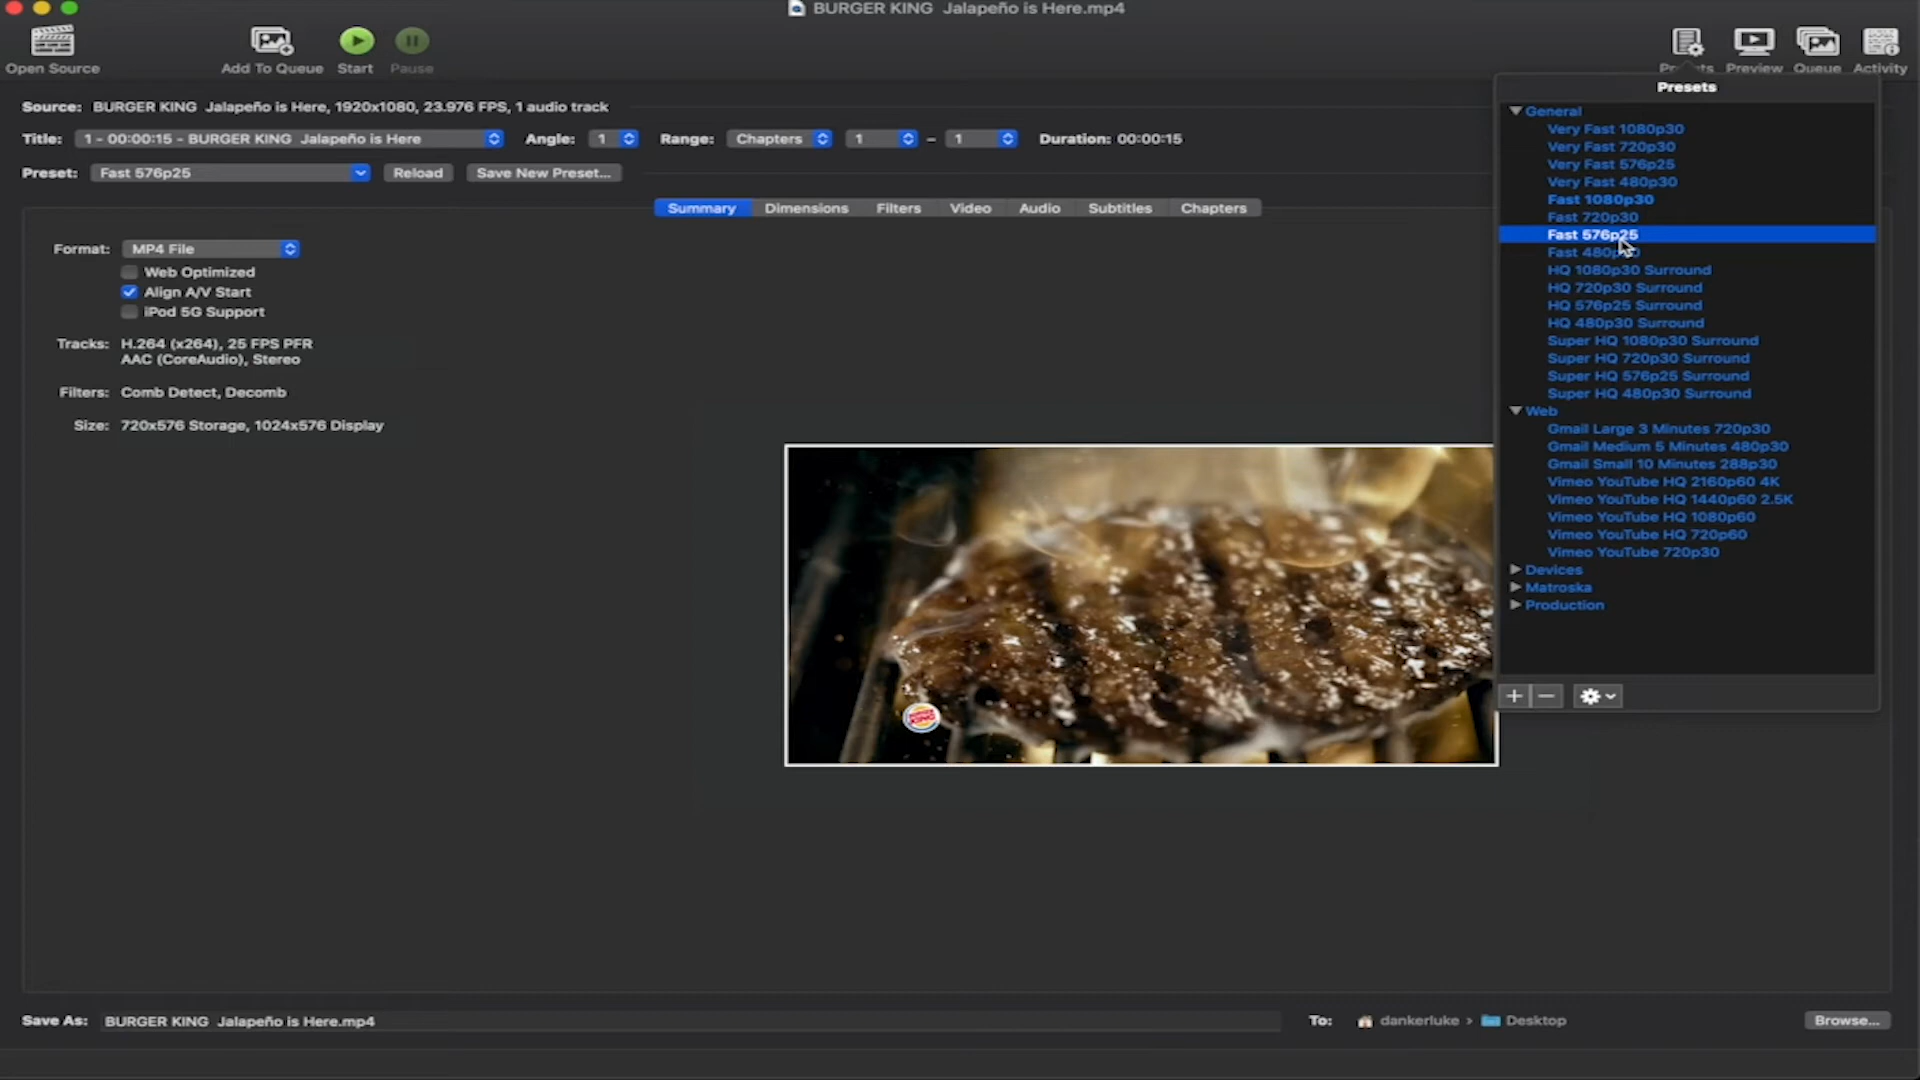 BURGER KING  Jalapeño is Here.mp4
Open Source
Add To Queue
Start
Pause
Presets
Preview
Queue
Activity
Source: BURGER KING  Jalapeño is Here, 1920x1080, 23.976 FPS, 1 audio track
Title: 1 - 00:00:15 - BURGER KING  Jalapeño is Here
Angle: 1
Range: Chapters 1 - 1
Duration: 00:00:15
Preset: Fast 576p25
Reload
Save New Preset...
Summary
Dimensions
Filters
Video
Audio
Subtitles
Chapters
Format: MP4 File
Web Optimized
Align A/V Start
iPod 5G Support
Tracks: H.264 (x264), 25 FPS PFR
AAC (CoreAudio), Stereo
Filters: Comb Detect, Decomb
Size: 720x576 Storage, 1024x576 Display
BURGER
KING
Presets
General
Very Fast 1080p30
Very Fast 720p30
Very Fast 576p25
Very Fast 480p30
Fast 1080p30
Fast 720p30
Fast 576p25
Fast 480p30
HQ 1080p30 Surround
HQ 720p30 Surround
HQ 576p25 Surround
HQ 480p30 Surround
Super HQ 1080p30 Surround
Super HQ 720p30 Surround
Super HQ 576p25 Surround
Super HQ 480p30 Surround
Web
Gmail Large 3 Minutes 720p30
Gmail Medium 5 Minutes 480p30
Gmail Small 10 Minutes 288p30
Vimeo YouTube HQ 2160p60 4K
Vimeo YouTube HQ 1440p60 2.5K
Vimeo YouTube HQ 1080p60
Vimeo YouTube HQ 720p60
Vimeo YouTube 720p30
Devices
Matroska
Production
Save As: BURGER KING  Jalapeño is Here.mp4
To: dankerluke › Desktop
Browse...